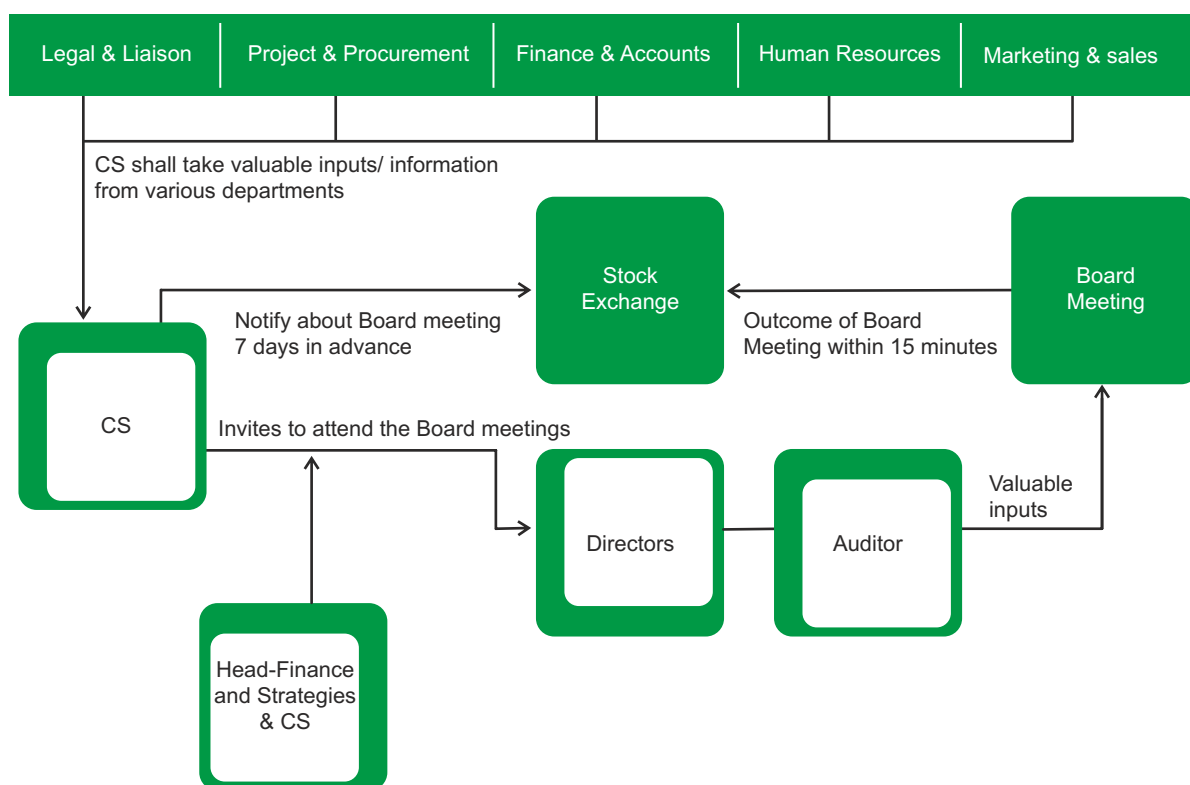 Legal & Liaison
Project & Procurement
Finance & Accounts
Human Resources
Marketing & sales
CS shall take valuable inputs/ information
from various departments
Stock
Exchange
Board
Meeting
Notify about Board meeting
7 days in advance
Outcome of Board
Meeting within 15 minutes
CS
Invites to attend the Board meetings
Directors
Auditor
Valuable
inputs
Head-Finance
and Strategies
& CS